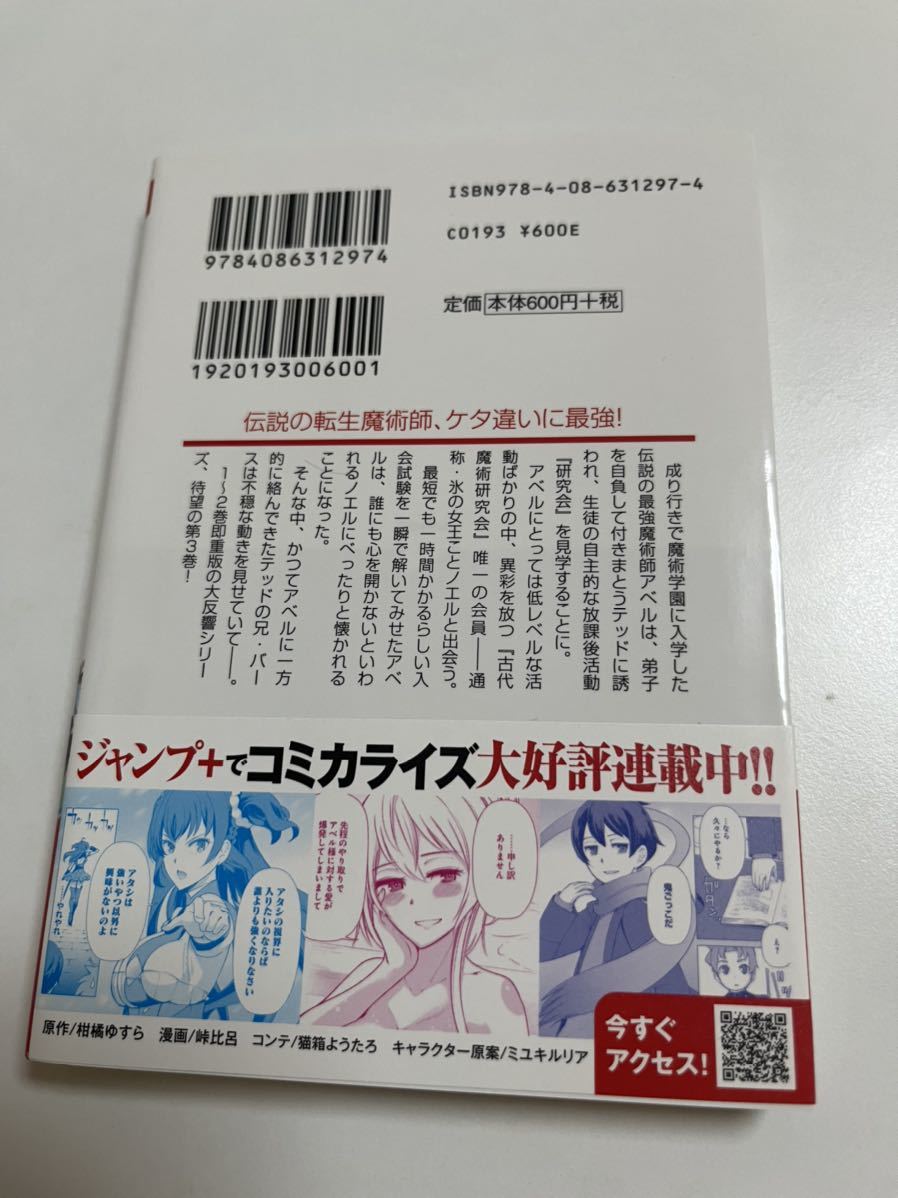 ISBN978-4-08-631297-4
C0193 ¥600E
9784086312974
定価 本体600円+税
1920193006001
伝説の転生魔術師、ケタ違いに最強!
成り行きで魔術学園に入学した
伝説の最強魔術師アベルは、弟子
を自負して付きまとうテッドに誘
われ、生徒の自主的な放課後活動
『研究会』を見学することに。
アベルにとっては低レベルな活
動ばかりの中、異彩を放つ『古代
魔術研究会』唯一の会員――通
称・氷の女王ことノエルと出会う。
最短でも一時間かかるらしい入
会試験を一瞬で解いてみせたアベ
ルは、誰にも心を開かないといわ
れるノエルにべったりと懐かれる
ことになった。
そんな中、かつてアベルに一方
的に絡んできたテッドの兄・バー
スは不穏な動きを見せていて――。
1~2巻即重版の大反響シリー
ズ、待望の第3巻!
ジャンプ+でコミカライズ大好評連載中!!
カッ カッ カッ
やれやれ
アタシは
強いやつ以外に
興味がないのよ
アタシの視界に
入りたいのならば
誰よりも強くなりなさい
先程のやり取りで
アベル様に対する愛が
爆発してしまいまして
……申し訳
ありません
鬼ごっこだ
…なら
久々にやるか?
ガタン
え?
原作/柑橘ゆすら 漫画/峠比呂 コンテ/猫箱ようたろ キャラクター原案/ミユキルリア
今すぐ
アクセス!